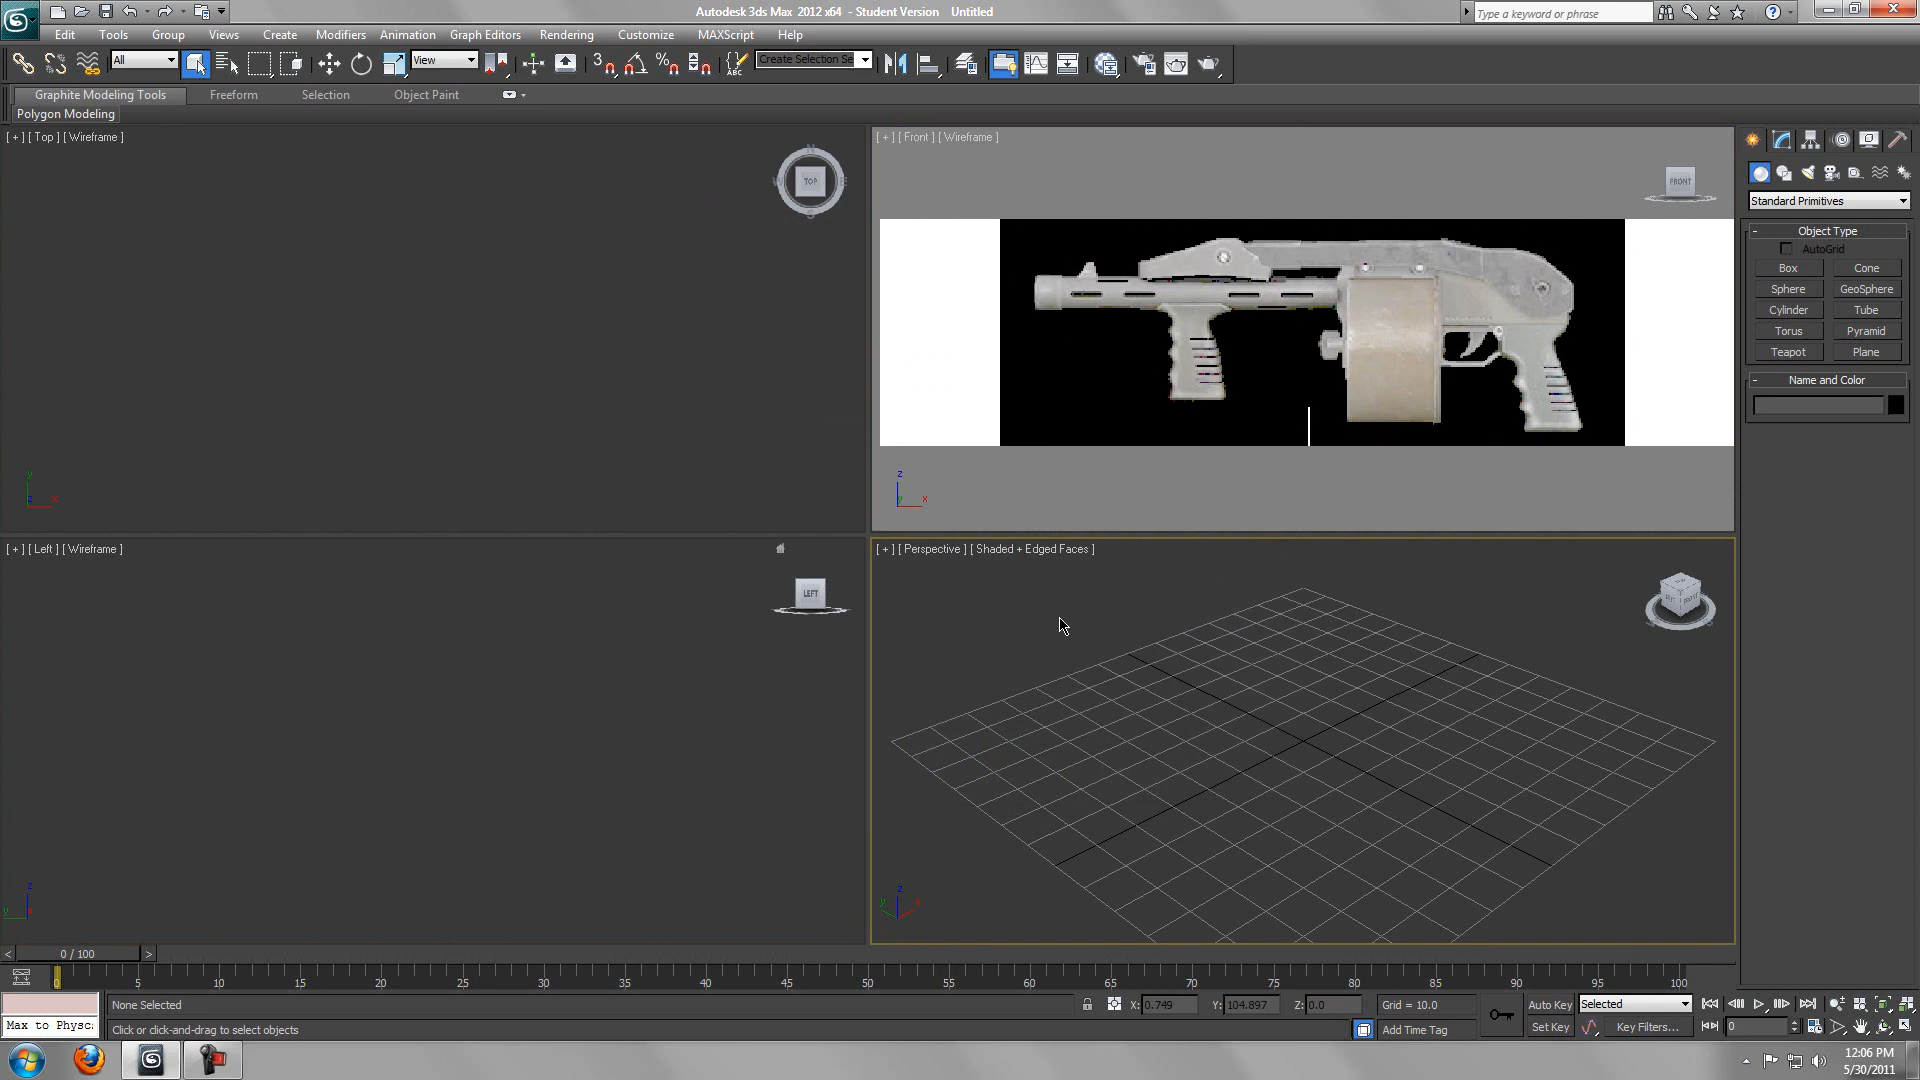 Autodesk 3ds Max 2012 x64 - Student Version Untitled
Type a keyword or phrase
Edit Tools Group Views Create Modifiers Animation Graph Editors Rendering Customize MAXScript Help
All View Create Selection Se
Graphite Modeling Tools Freeform Selection Object Paint
Polygon Modeling
[ + ] [ Top ] [ Wireframe ]
TOP
[ + ] [ Front ] [ Wireframe ]
FRONT
Standard Primitives
- Object Type
AutoGrid
Box Cone
Sphere GeoSphere
Cylinder Tube
Torus Pyramid
Teapot Plane
- Name and Color
y
z x
z
y x
[ + ] [ Left ] [ Wireframe ]
LEFT
[ + ] [ Perspective ] [ Shaded + Edged Faces ]
z
y
z
y x
< 0 / 100 >
0 5 10 15 20 25 30 35 40 45 50 55 60 65 70 75 80 85 90 95 100
None Selected X: 0.749 Y: 104.897 Z: 0.0 Grid = 10.0 Auto Key Selected
Max to Physc: Click or click-and-drag to select objects Add Time Tag Set Key Key Filters... 0
12:06 PM
5/30/2011